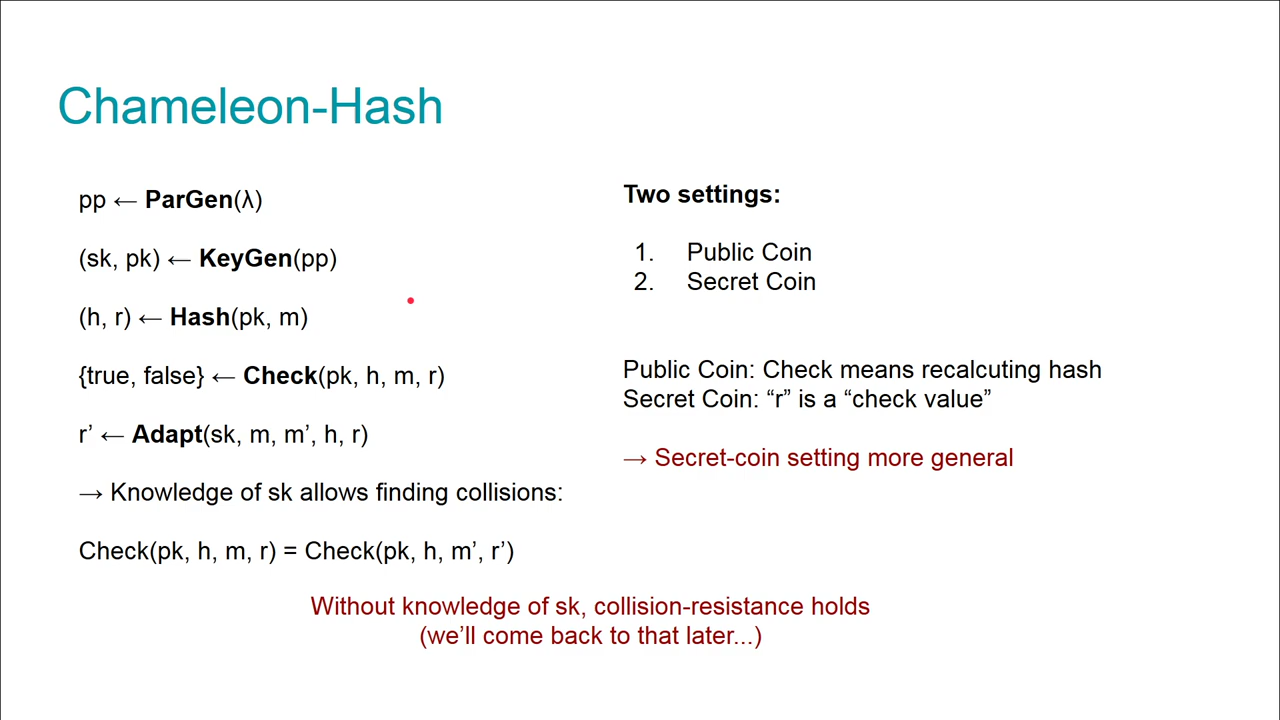 Chameleon-Hash
pp ← ParGen(λ)
(sk, pk) ← KeyGen(pp)
(h, r) ← Hash(pk, m)
{true, false} ← Check(pk, h, m, r)
r’ ← Adapt(sk, m, m’, h, r)
→ Knowledge of sk allows finding collisions:
Check(pk, h, m, r) = Check(pk, h, m’, r’)
Two settings:
1. Public Coin
2. Secret Coin
Public Coin: Check means recalcuting hash
Secret Coin: “r” is a “check value”
→ Secret-coin setting more general
Without knowledge of sk, collision-resistance holds
(we’ll come back to that later...)